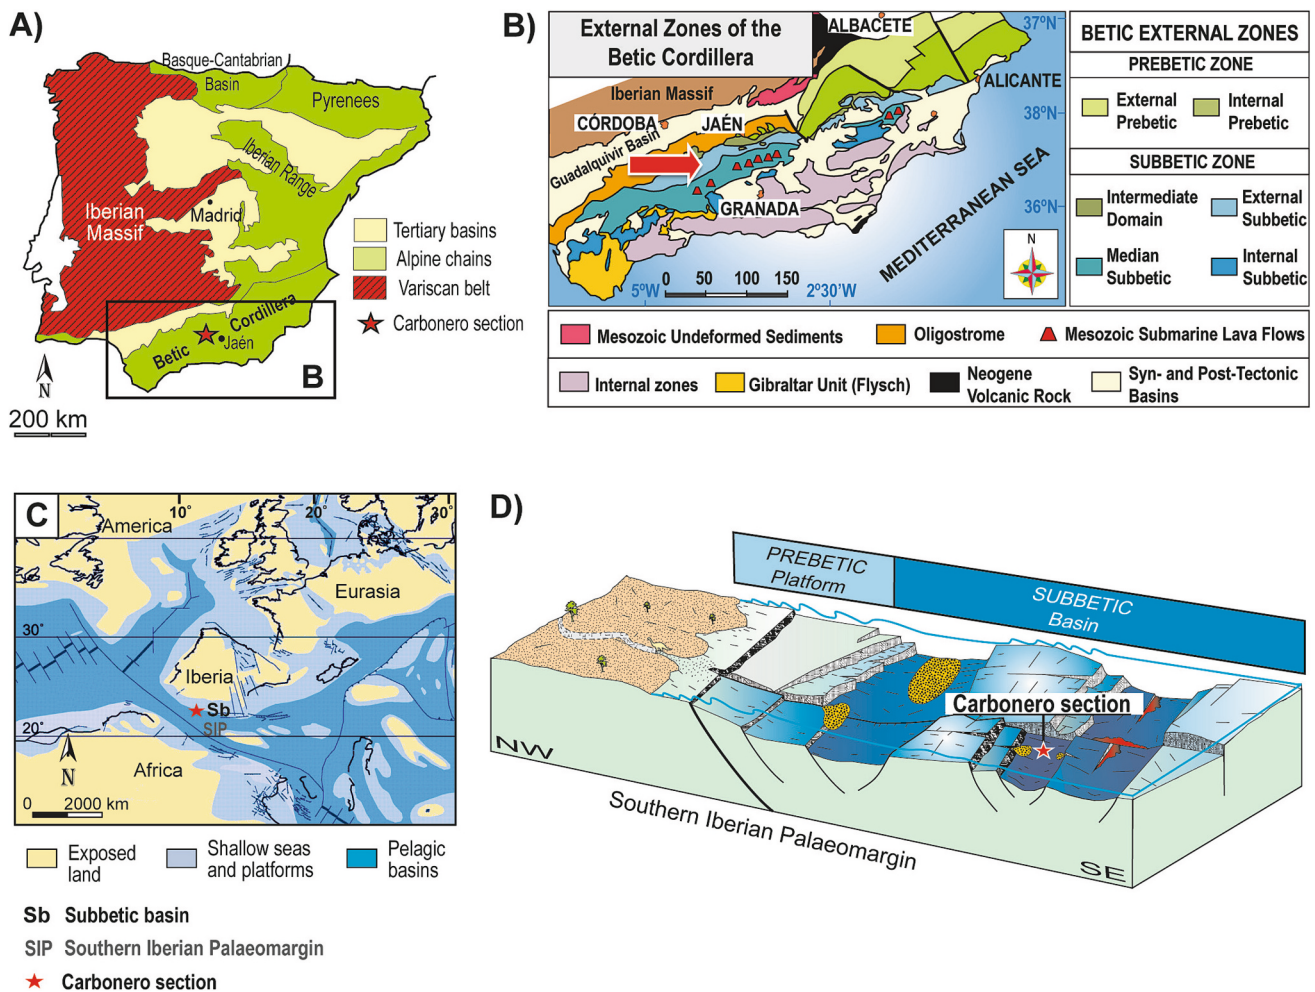 A)
Basque-Cantabrian
Basin
Pyrenees
Iberian Range
Iberian
Massif
Madrid
Tertiary basins
Alpine chains
Variscan belt
Carbonero section
Betic
Cordillera
Jaén
B
N
200 km
B)
External Zones of the
Betic Cordillera
ALBACETE
37ºN
ALICANTE
38ºN
Iberian Massif
CÓRDOBA
JAÉN
Guadalquivir Basin
GRANADA
36ºN
MEDITERRANEAN SEA
N
0 50 100 150
5ºW
2º30'W
BETIC EXTERNAL ZONES
PREBETIC ZONE
External
Prebetic
Internal
Prebetic
SUBBETIC ZONE
Intermediate
Domain
External
Subbetic
Median
Subbetic
Internal
Subbetic
Mesozoic Undeformed Sediments
Oligostrome
Mesozoic Submarine Lava Flows
Internal zones
Gibraltar Unit (Flysch)
Neogene
Volcanic Rock
Syn- and Post-Tectonic
Basins
C
10°
20°
30°
America
Eurasia
30°
Iberia
Sb
SIP
20°
N
Africa
0 2000 km
Exposed
land
Shallow seas
and platforms
Pelagic
basins
Sb Subbetic basin
SIP Southern Iberian Palaeomargin
Carbonero section
D)
PREBETIC
Platform
SUBBETIC
Basin
Carbonero section
NW
Southern Iberian Palaeomargin
SE